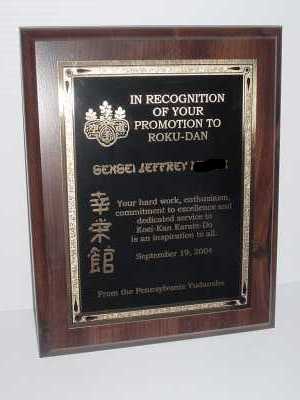 IN RECOGNITION
OF YOUR
PROMOTION TO
ROKU-DAN
SENSEI JEFFREY
Your hard work, enthusiasm,
commitment to excellence and
dedicated service to
Koei-Kan Karate-Do
is an inspiration to all.
September 19, 2004
From the Pennsylvania Yudansha
幸
栄
館